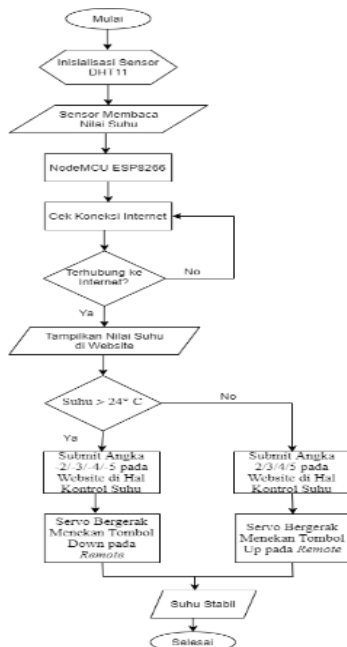 Mulai
Inisialisasi Sensor
DHT11
Sensor Membaca
Nilai Suhu
NodeMCU ESP8266
Cek Koneksi Internet
Terhubung ke
Internet?
No
Ya
Tampilkan Nilai Suhu
di Website
Suhu > 24° C
No
Ya
Submit Angka
-2/-3/-4/-5 pada
Website di Hal
Kontrol Suhu
Submit Angka
2/3/4/5 pada
Website di Hal
Kontrol Suhu
Servo Bergerak
Menekan Tombol
Down pada
Remote
Servo Bergerak
Menekan Tombol
Up pada Remote
Suhu Stabil
Selesai